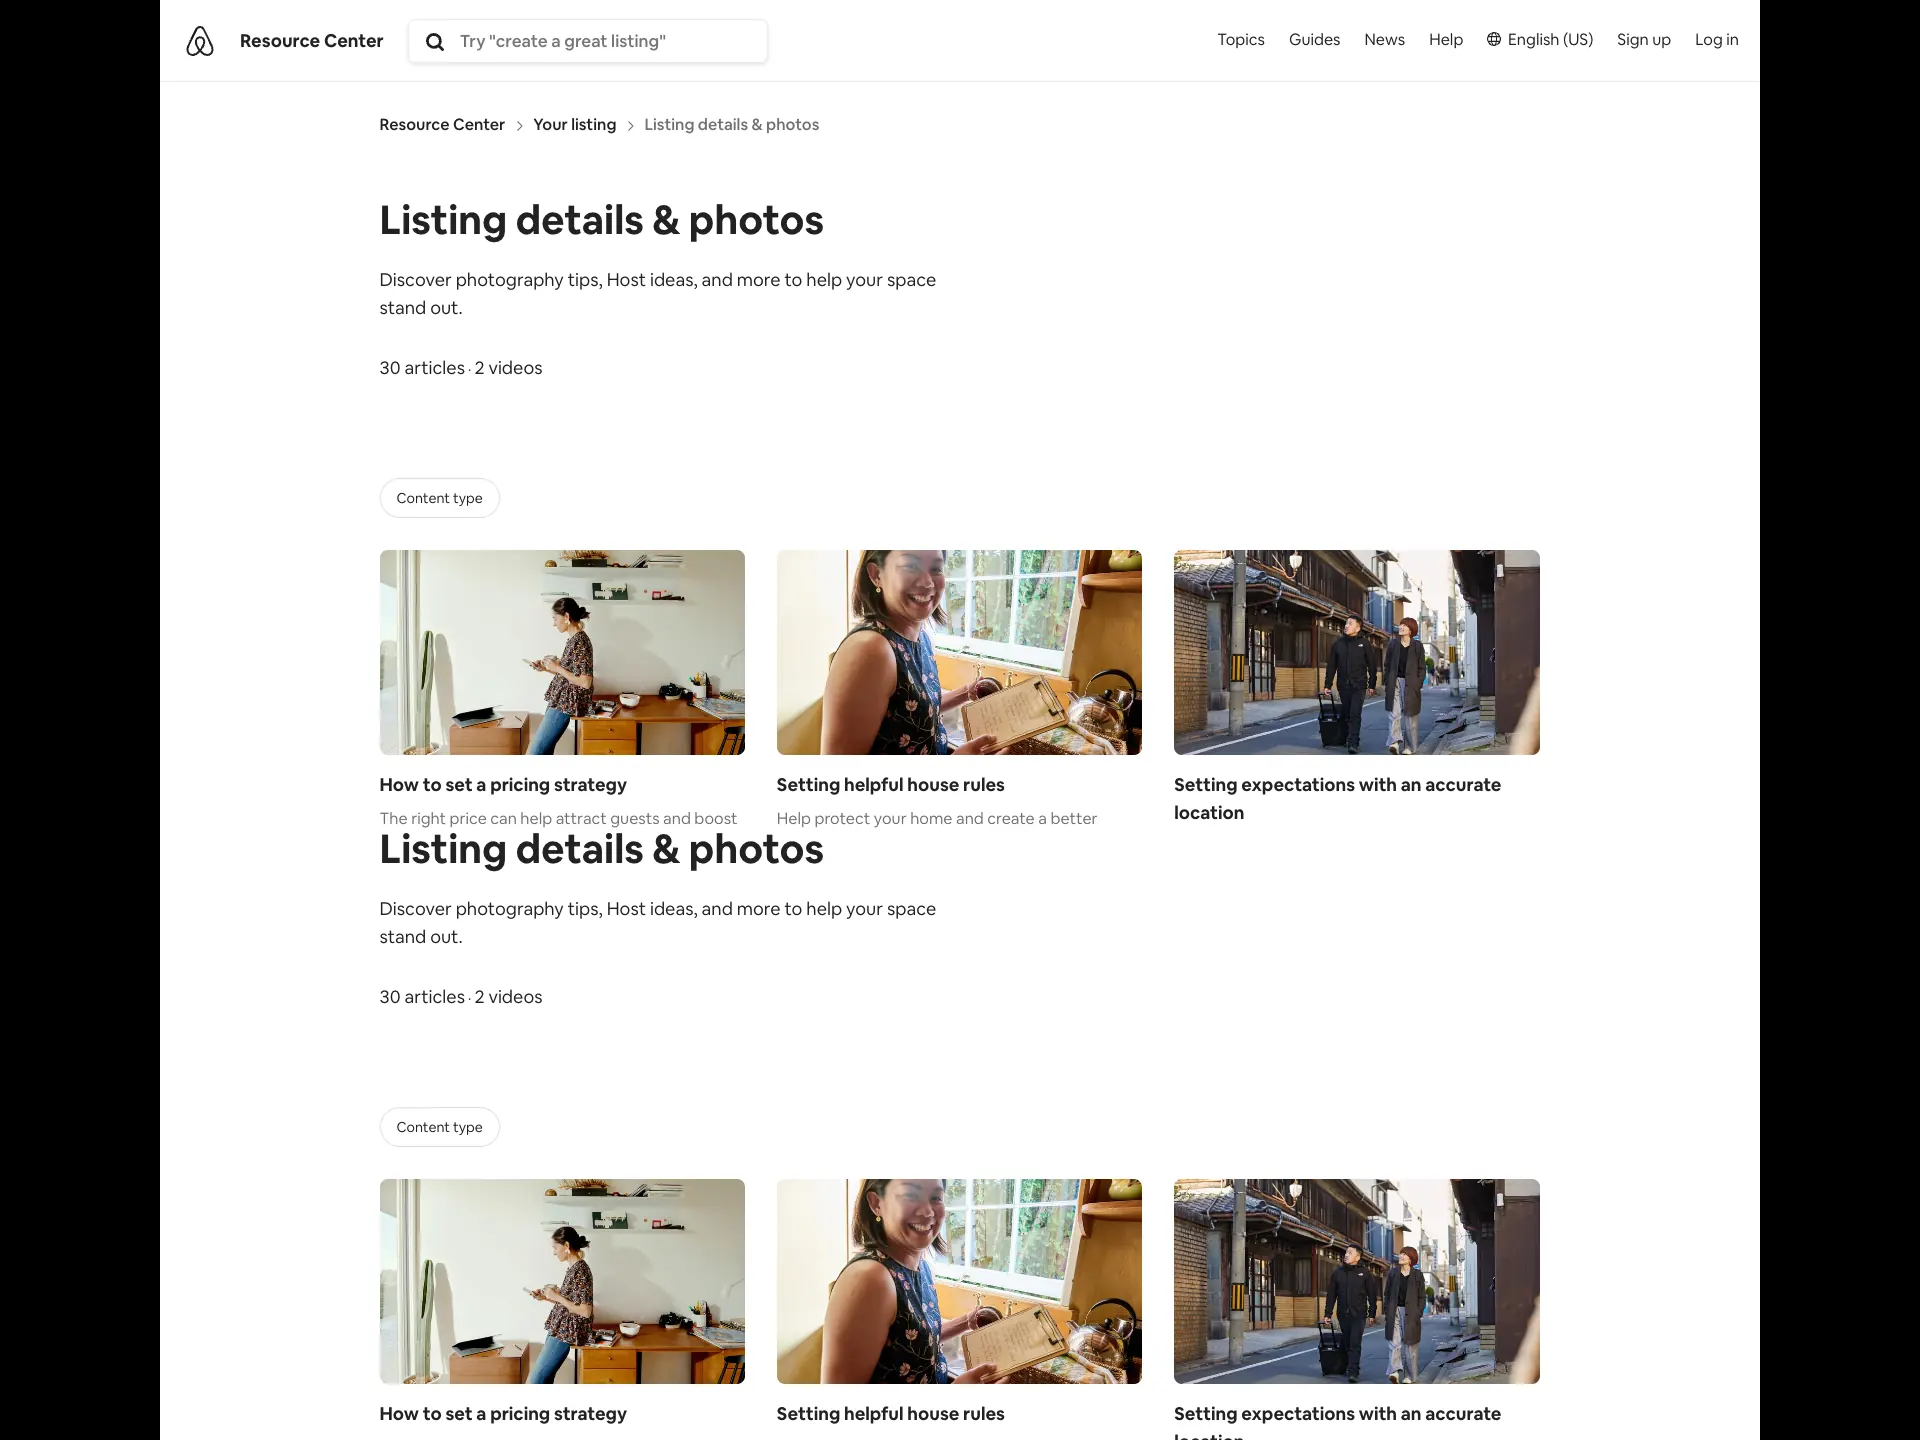 Resource Center
Try "create a great listing"
Topics
Guides
News
Help
English (US)
Sign up
Log in
Resource Center
Your listing
Listing details & photos
Listing details & photos
Discover photography tips, Host ideas, and more to help your space
stand out.
30 articles · 2 videos
Content type
How to set a pricing strategy
The right price can help attract guests and boost
Setting helpful house rules
Help protect your home and create a better
Setting expectations with an accurate
location
Listing details & photos
Discover photography tips, Host ideas, and more to help your space
stand out.
30 articles · 2 videos
Content type
How to set a pricing strategy
Setting helpful house rules
Setting expectations with an accurate